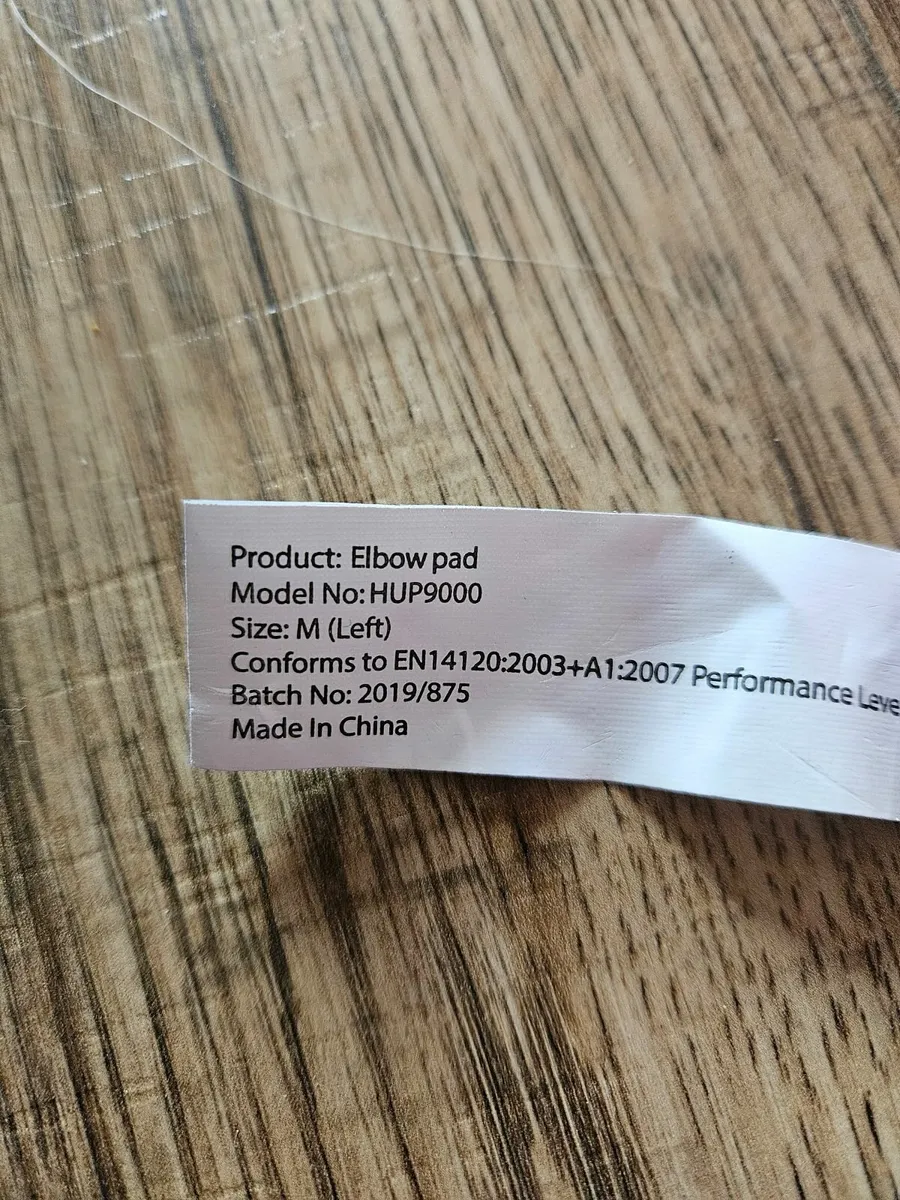 Product: Elbow pad
Model No: HUP9000
Size: M (Left)
Conforms to EN14120:2003+A1:2007 Performance Leve
Batch No: 2019/875
Made In China